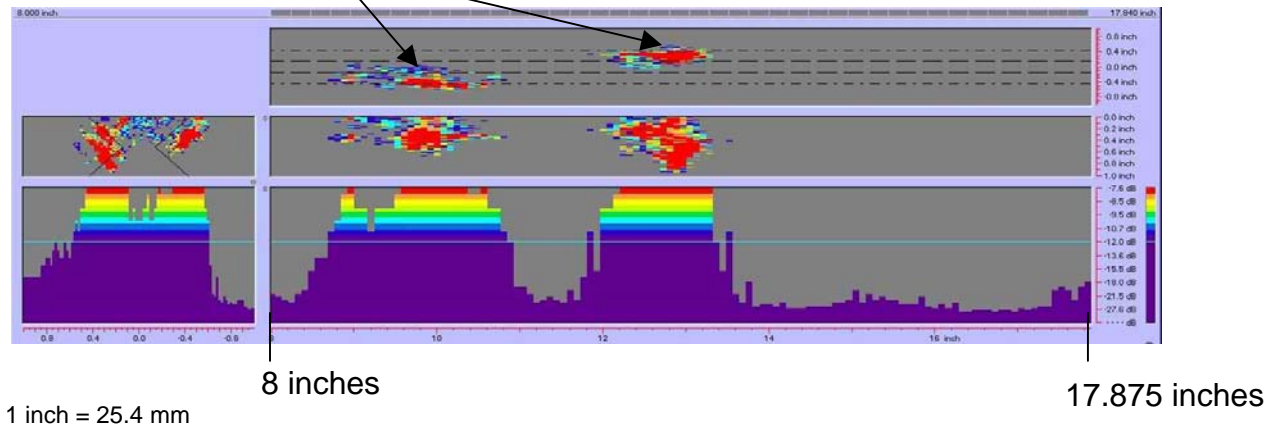 8.000 inch
17.840 inch
0.8 inch
0.4 inch
0.0 inch
-0.4 inch
-0.8 inch
0.0 inch
0.2 inch
0.4 inch
0.6 inch
0.8 inch
1.0 inch
-7.6 dB
-8.5 dB
-9.5 dB
-10.7 dB
-12.0 dB
-13.6 dB
-15.5 dB
-18.0 dB
-21.5 dB
-27.6 dB
---- dB
0.8
0.4
0.0
-0.4
-0.8
10
12
14
16 inch
8 inches
17.875 inches
1 inch = 25.4 mm